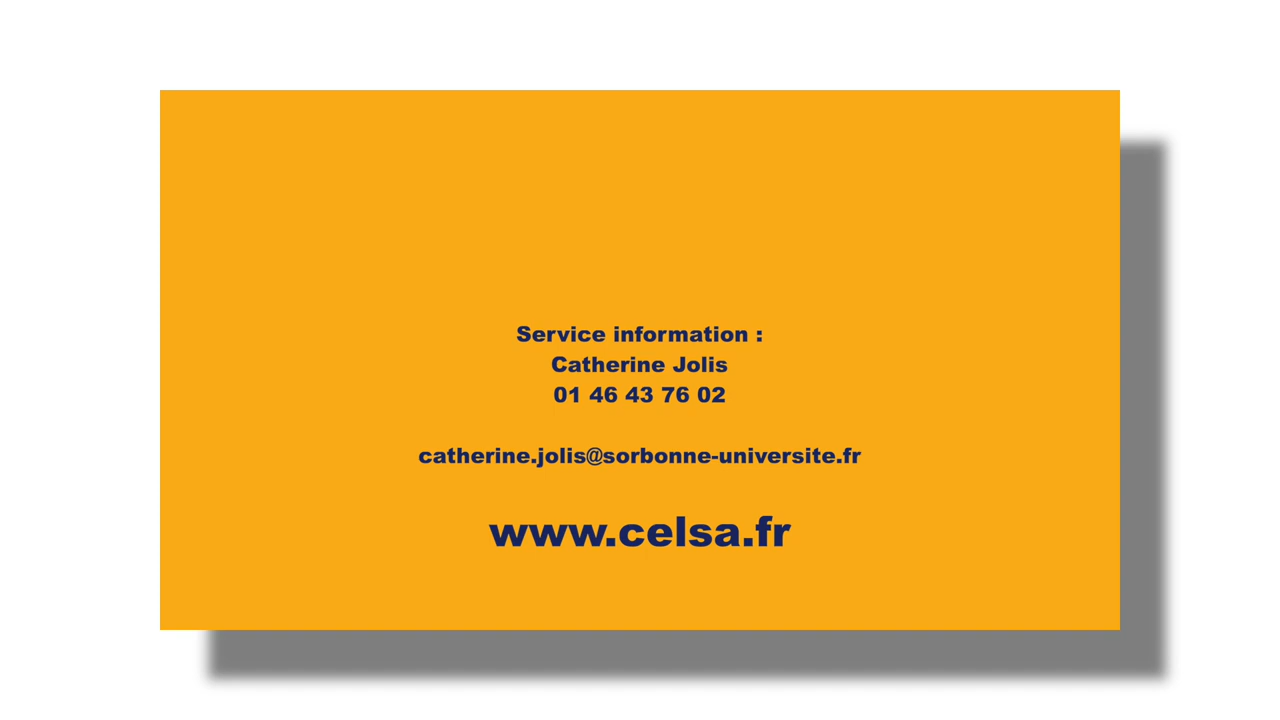 Service information :
Catherine Jolis
01 46 43 76 02
catherine.jolis@sorbonne-universite.fr
www.celsa.fr